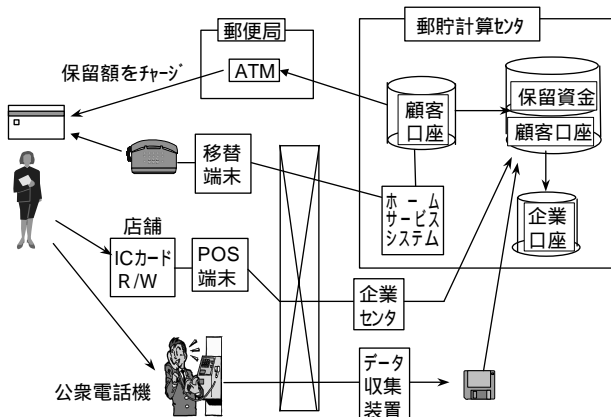 郵便局
郵貯計算センタ
保留額をチャージ
ATM
顧客
口座
保留資金
顧客口座
移替
端末
ホーム
サービス
システム
企業
口座
店舗
ICカード
R/W
POS
端末
企業
センタ
公衆電話機
データ
収集
装置